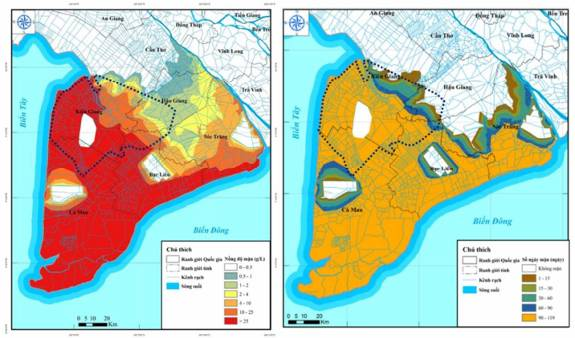 An Giang
Đồng Tháp
Tiền Giang
Bến Tre
Cần Thơ
Vĩnh Long
Trà Vinh
Hậu Giang
Kiên Giang
Sóc Trăng
Bạc Liêu
Cà Mau
Biển Tây
Biển Đông
Chú thích
Ranh giới Quốc gia
Ranh giới tỉnh
Kênh rạch
Sông suối
Nồng độ mặn (g/L)
0 - 0.5
0.5 - 1
1 - 2
2 - 4
4 - 10
10 - 25
> 25
0 5 10 20
Km
An Giang
Đồng Tháp
Bến Tre
Cần Thơ
Vĩnh Long
Trà Vinh
Kiên Giang
Hậu Giang
Sóc Trăng
Bạc Liêu
Cà Mau
Biển Tây
Biển Đông
Chú thích
Ranh giới Quốc gia
Ranh giới tỉnh
Kênh rạch
Sông suối
Số ngày mặn (ngày)
Không mặn
1 - 15
15 - 30
30 - 60
60 - 90
90 - 119
0 5 10 20
Km